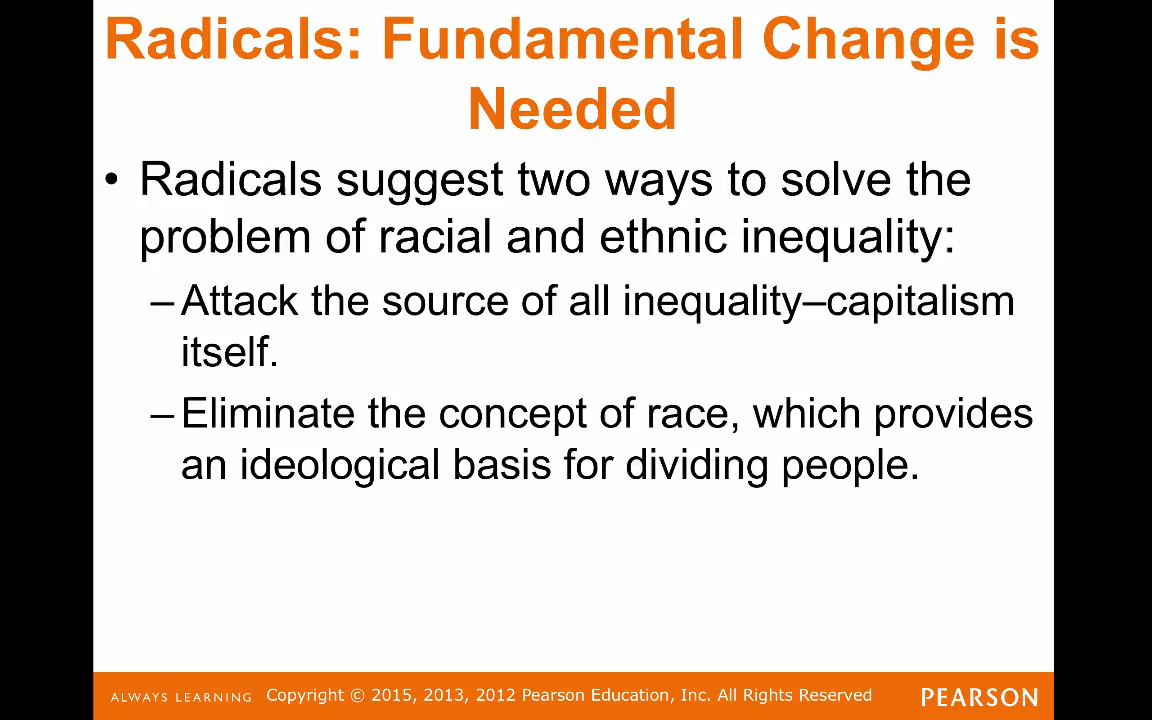 Radicals: Fundamental Change is
Needed
• Radicals suggest two ways to solve the
problem of racial and ethnic inequality:
–Attack the source of all inequality–capitalism
itself.
–Eliminate the concept of race, which provides
an ideological basis for dividing people.
ALWAYS LEARNING Copyright © 2015, 2013, 2012 Pearson Education, Inc. All Rights Reserved PEARSON